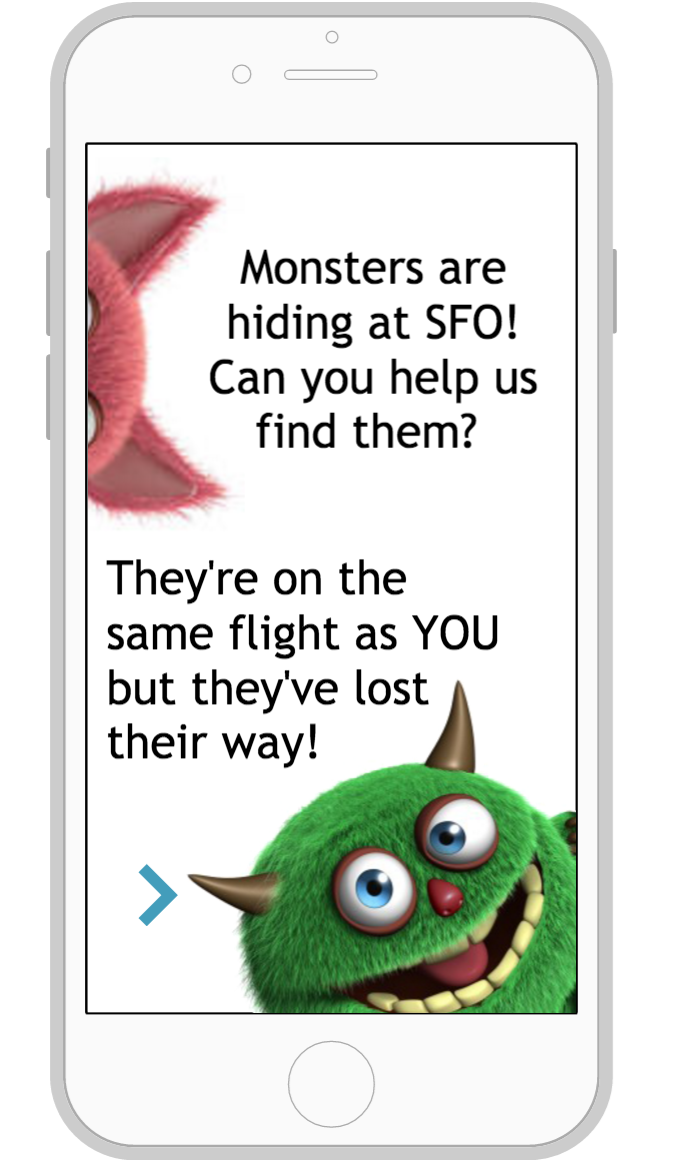 Monsters are
hiding at SFO!
Can you help us
find them?
They're on the
same flight as YOU
but they've lost
their way!